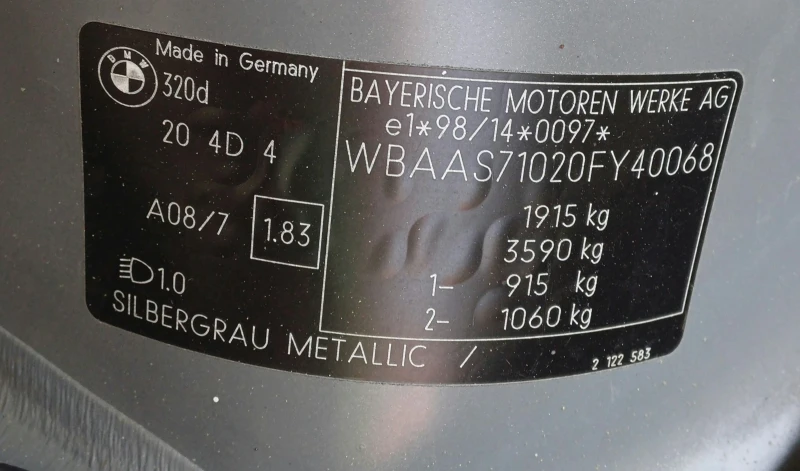 BMW
Made in Germany
320d
20 4D 4
A08/7 1.83
1.0
SILBERGRAU METALLIC /
BAYERISCHE MOTOREN WERKE AG
e1*98/14*0097*
WBAAS71020FY40068
1915 kg
3590 kg
1- 915 kg
2- 1060 kg
2 122 583